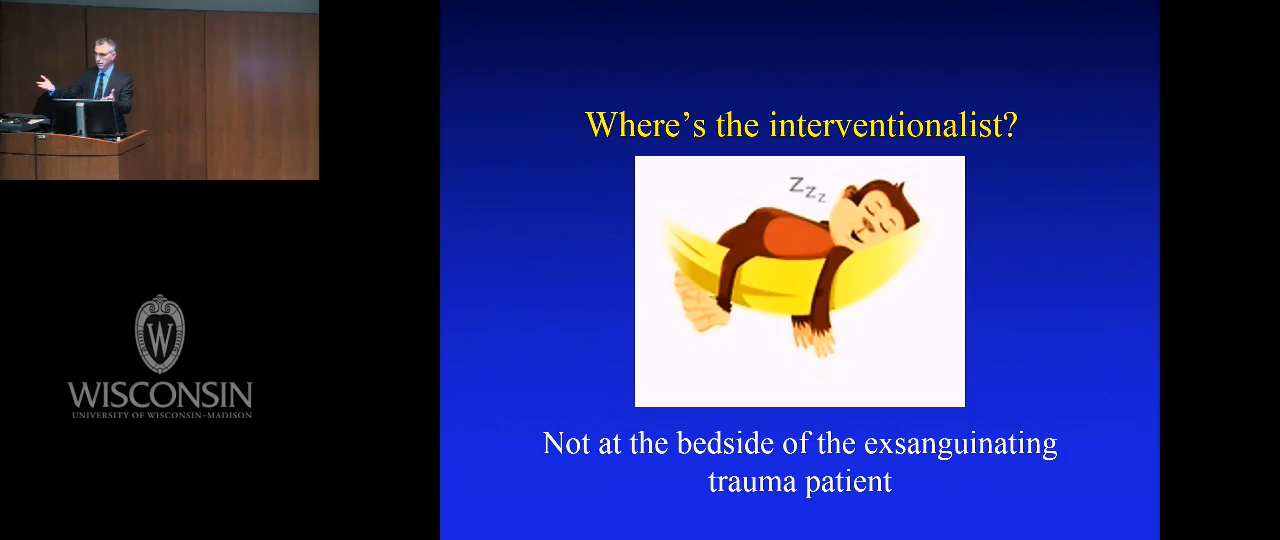 Where's the interventionalist?
Zzz
Not at the bedside of the exsanguinating
trauma patient
W
WISCONSIN
UNIVERSITY OF WISCONSIN–MADISON